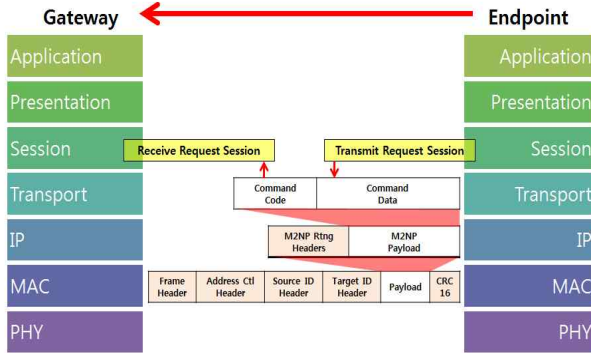 Gateway Endpoint
Application Application
Presentation Presentation
Session Receive Request Session Transmit Request Session Session
Transport Command Code Command Data Transport
IP M2NP Rtng Headers M2NP Payload IP
MAC Frame Header Address Ctl Header Source ID Header Target ID Header Payload CRC 16 MAC
PHY PHY